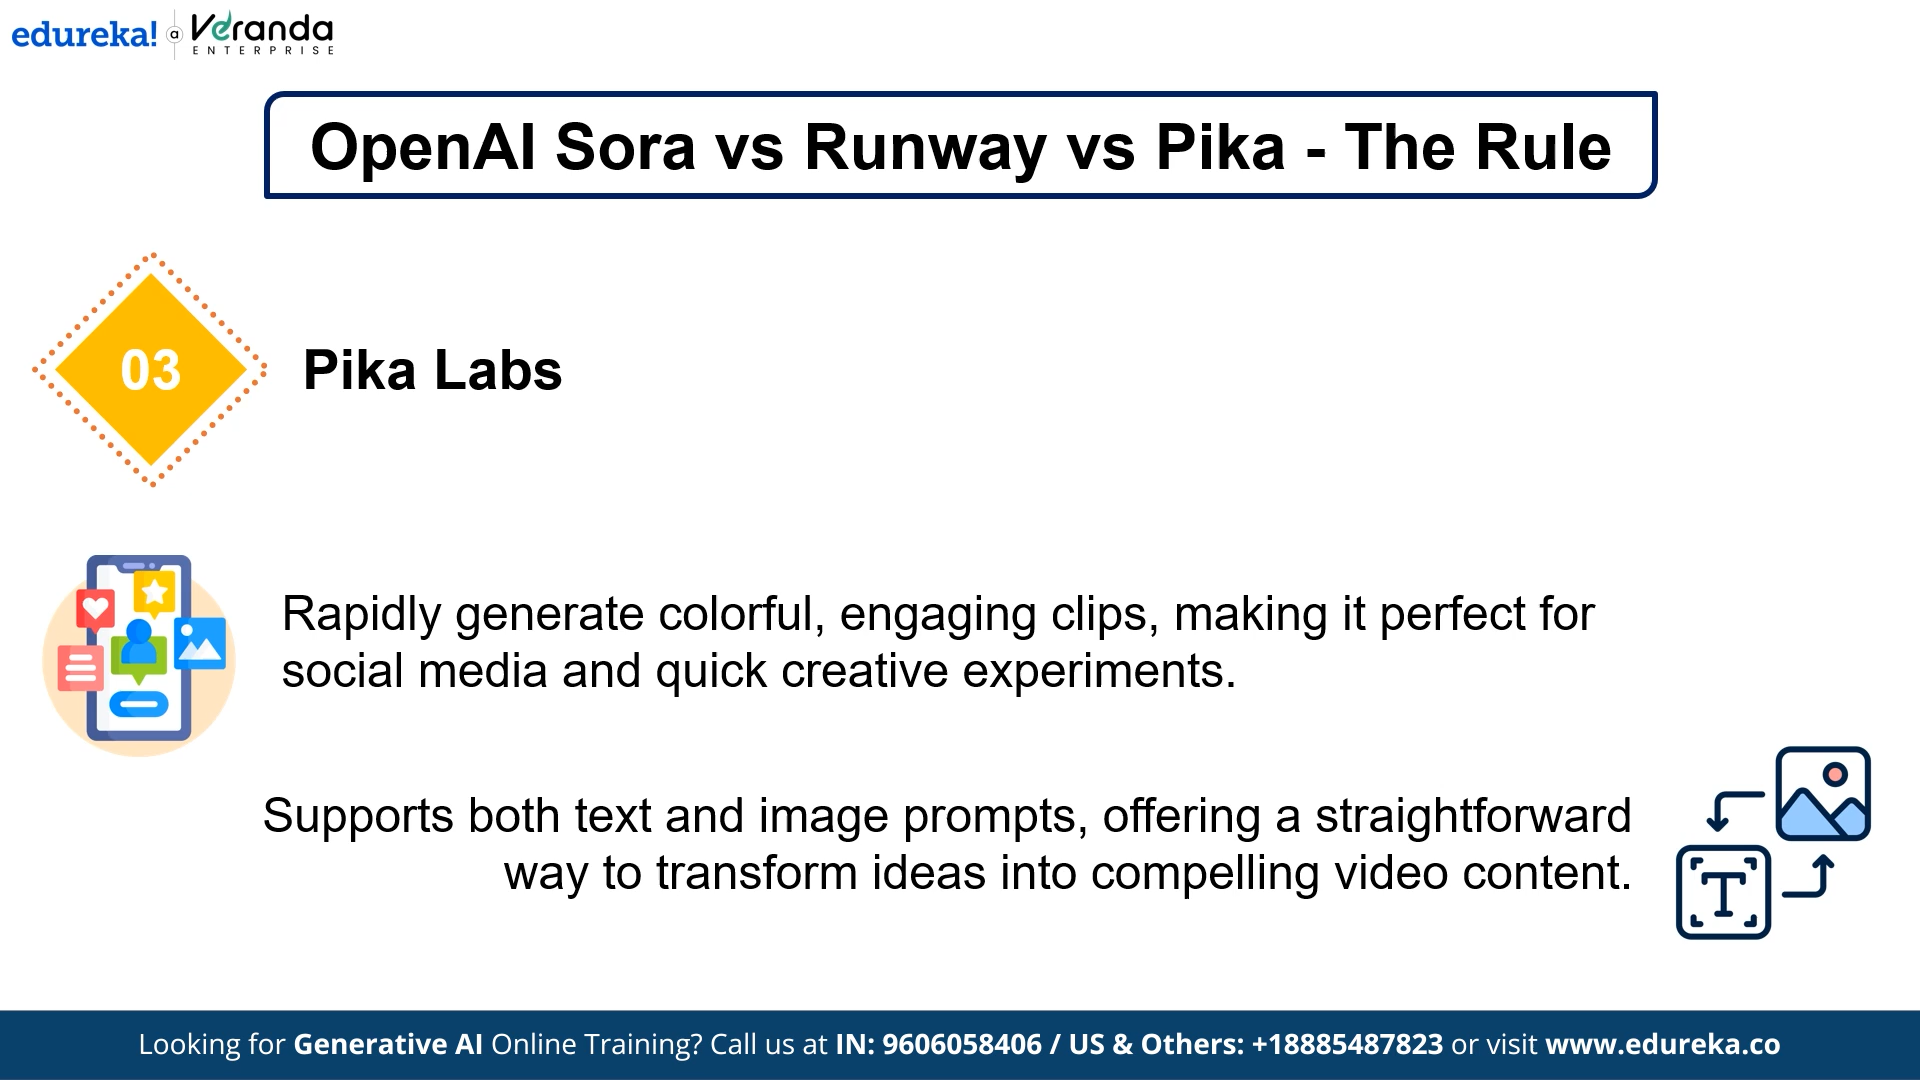 edureka! a Veranda
ENTERPRISE
OpenAI Sora vs Runway vs Pika - The Rule
03
Pika Labs
Rapidly generate colorful, engaging clips, making it perfect for
social media and quick creative experiments.
Supports both text and image prompts, offering a straightforward
way to transform ideas into compelling video content.
T
Looking for Generative AI Online Training? Call us at IN: 9606058406 / US & Others: +18885487823 or visit www.edureka.co